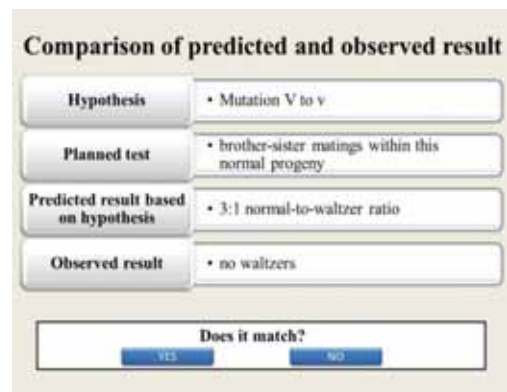 Comparison of predicted and observed result
Hypothesis
• Mutation V to v
Planned test
• brother-sister matings within this
normal progeny
Predicted result based
on hypothesis
• 3:1 normal-to-waltzer ratio
Observed result
• no waltzers
Does it match?
YES
NO